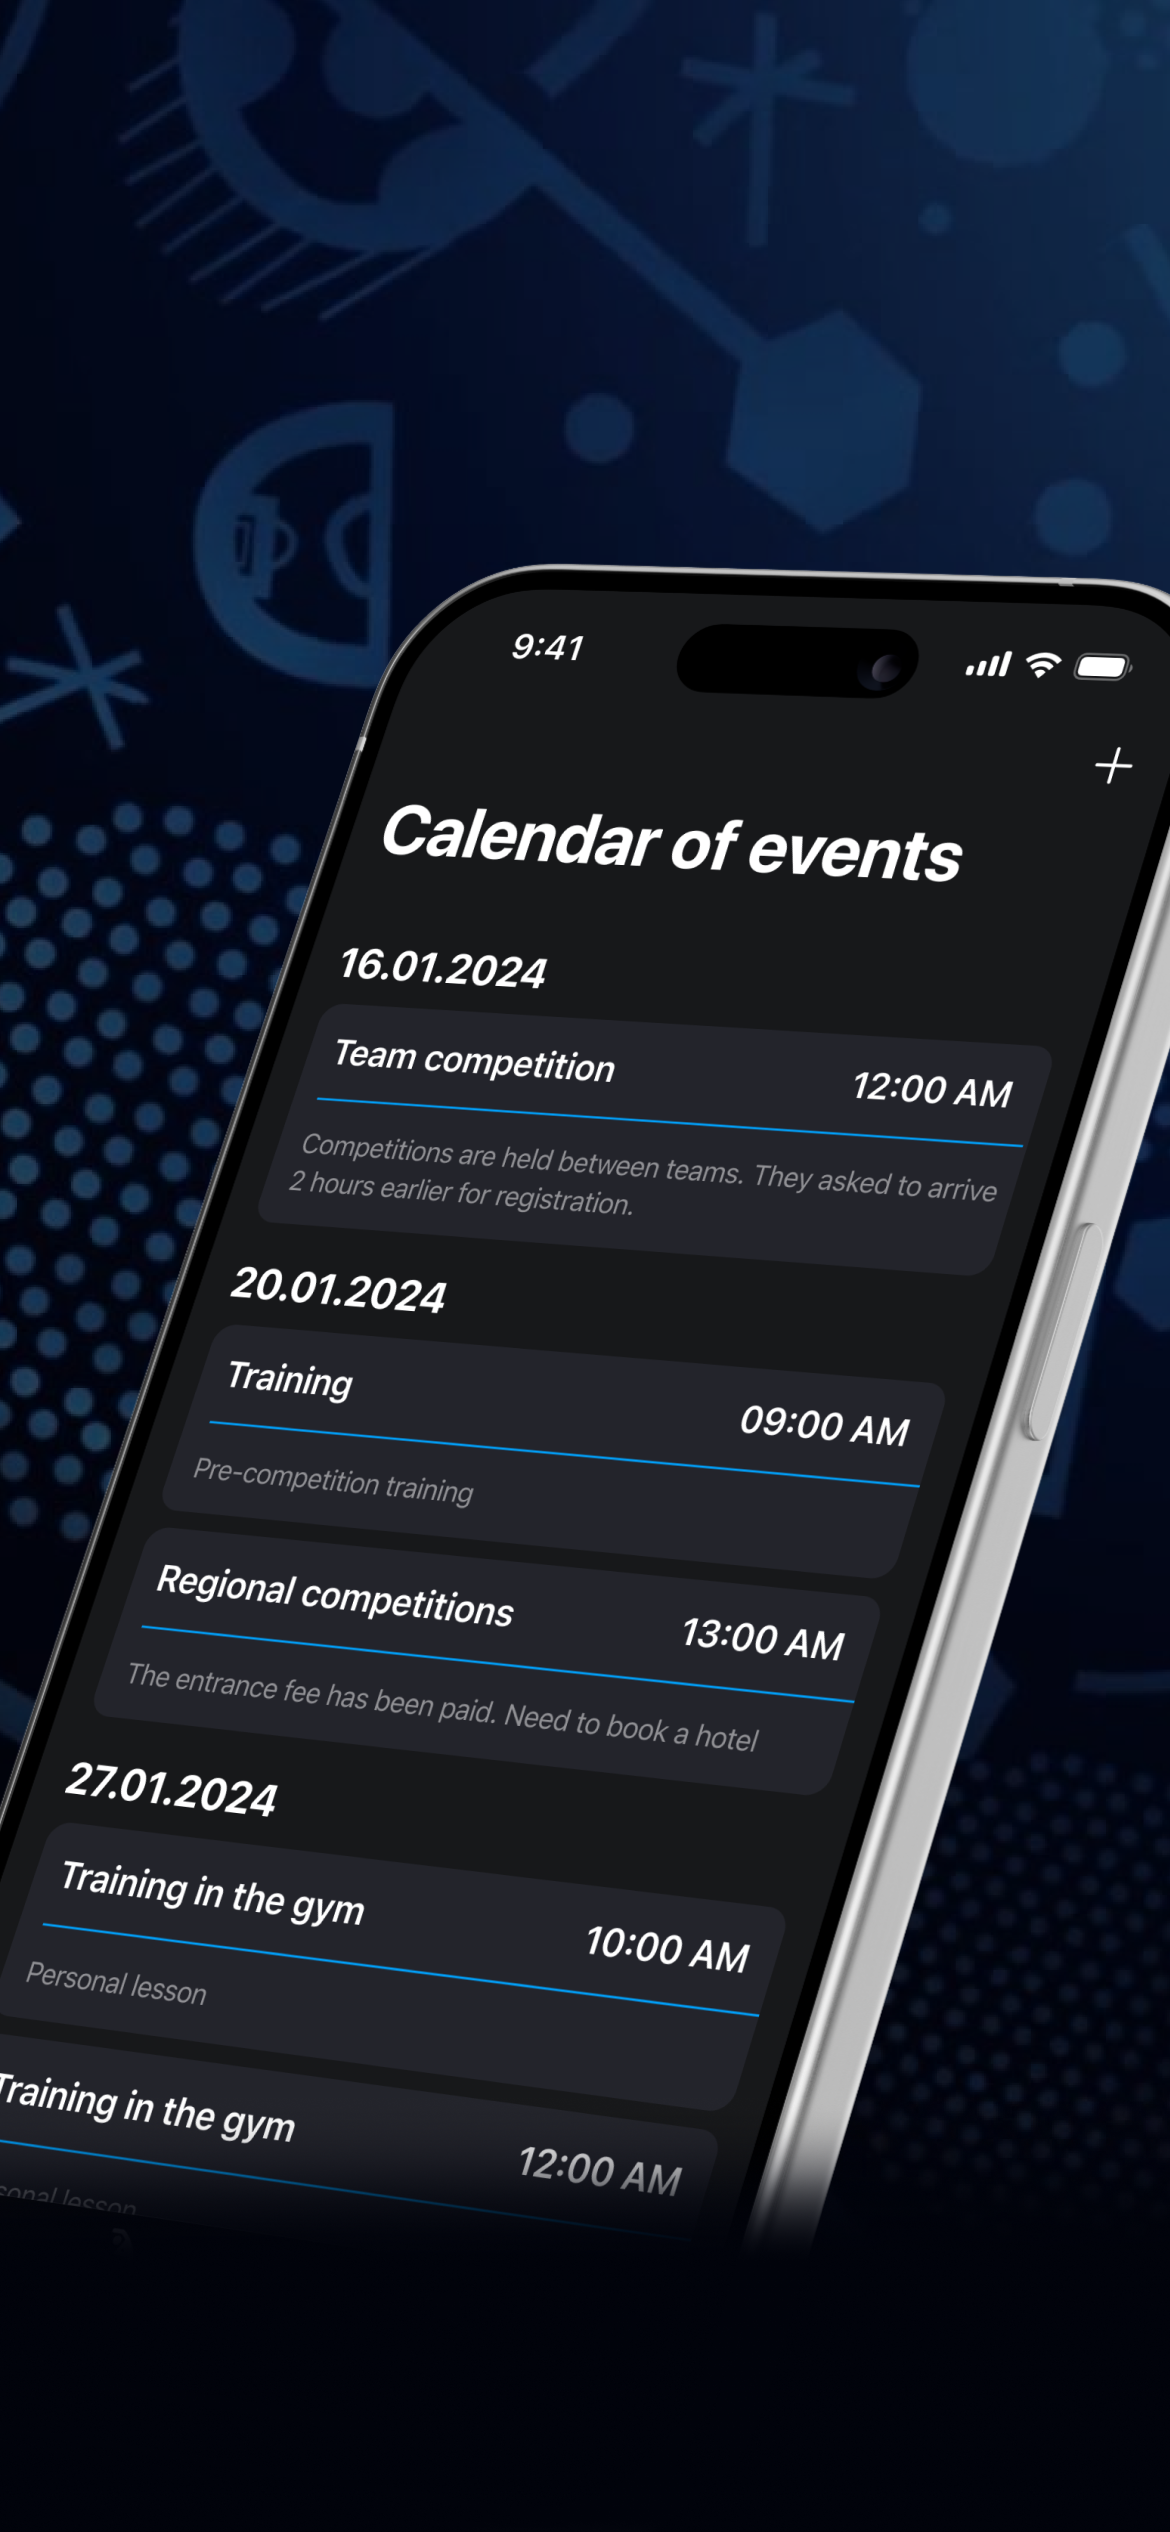 9:41
Calendar of events
16.01.2024
Team competition
12:00 AM
Competitions are held between teams. They asked to arrive
2 hours earlier for registration.
20.01.2024
Training
09:00 AM
Pre-competition training
Regional competitions
13:00 AM
The entrance fee has been paid. Need to book a hotel
27.01.2024
Training in the gym
10:00 AM
Personal lesson
Training in the gym
12:00 AM
lesson